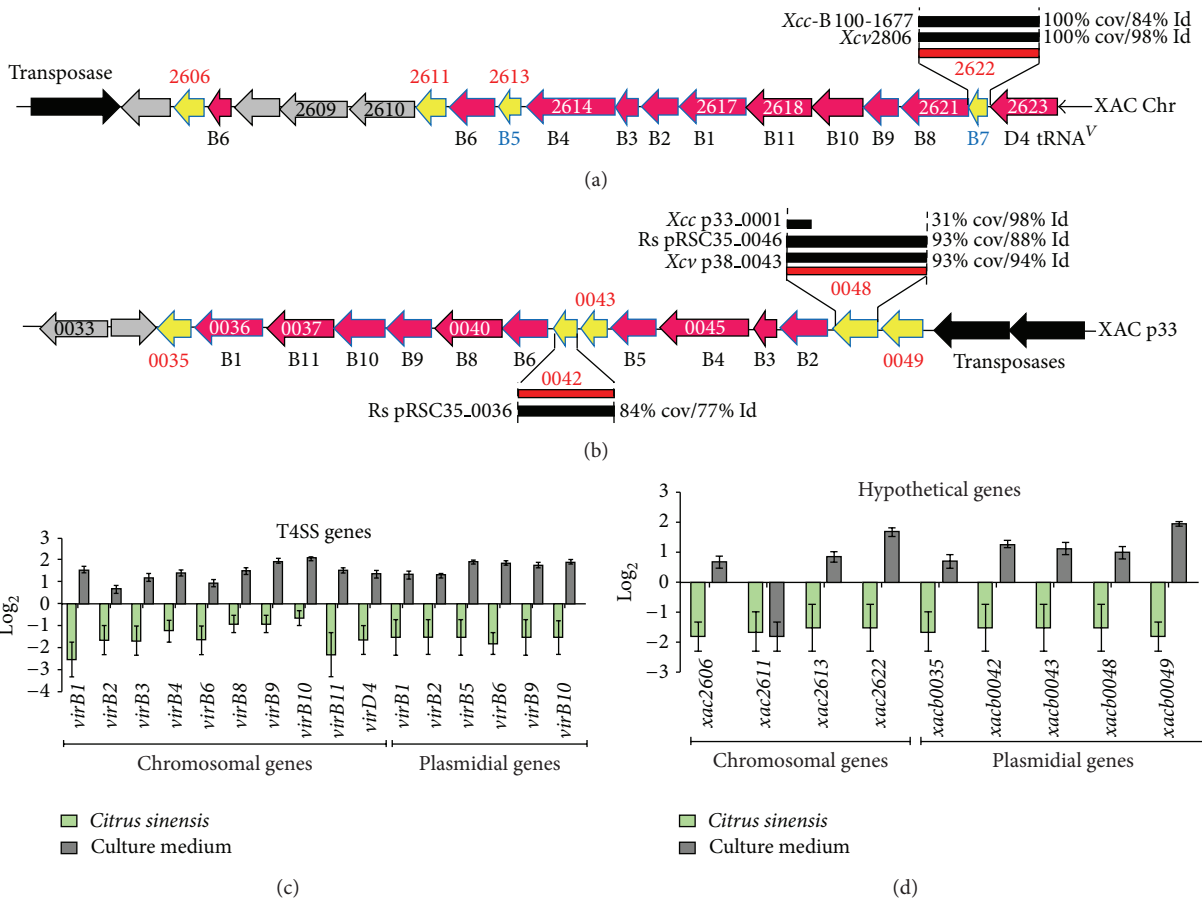 Xcc-B 100-1677 100% cov/84% Id
Xcv2806 100% cov/98% Id
Transposase 2606 2611 2613 2622
2609 2610 2614 2617 2618 2621 2623 XAC Chr
B6 B6 B5 B4 B3 B2 B1 B11 B10 B9 B8 B7 D4 tRNA^V
(a)
Xcc p33_0001 31% cov/98% Id
Rs pRSC35_0046 93% cov/88% Id
Xcv p38_0043 93% cov/94% Id
0043 0048
0033 0036 0037 0040 0045 XAC p33
0035 B1 B11 B10 B9 B8 B6 B5 B4 B3 B2 0049 Transposases
0042
Rs pRSC35_0036 84% cov/77% Id
(b)
T4SS genes
Log2
3
2
1
0
−1
−2
−3
−4
virB1 virB2 virB3 virB4 virB6 virB8 virB9 virB10 virB11 virD4 virB1 virB2 virB5 virB6 virB9 virB10
Chromosomal genes Plasmidial genes
Citrus sinensis
Culture medium
(c)
Hypothetical genes
Log2
3
2
1
0
−1
−2
−3
xac2606 xac2611 xac2613 xac2622 xacb0035 xacb0042 xacb0043 xacb0048 xacb0049
Chromosomal genes Plasmidial genes
Citrus sinensis
Culture medium
(d)